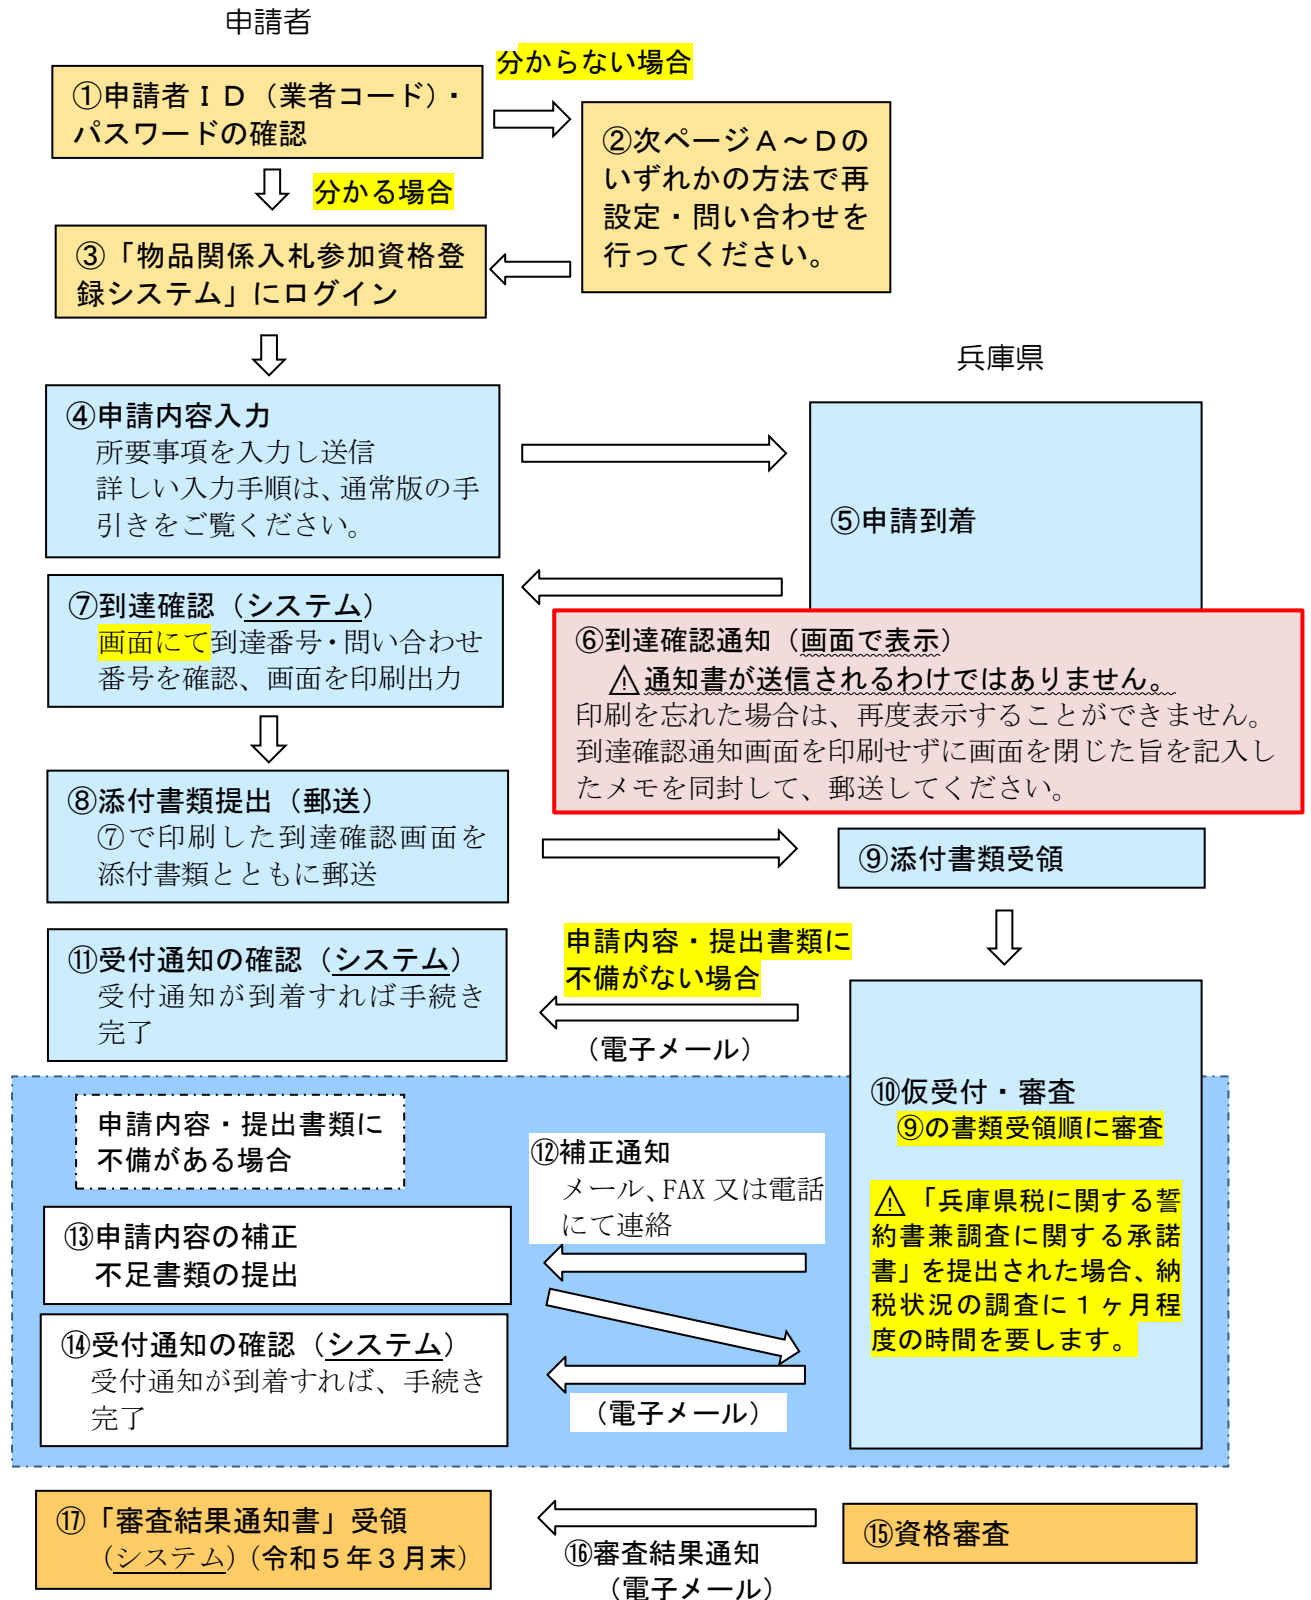 申請者
分からない場合
①申請者ＩＤ（業者コード）・
パスワードの確認
②次ページＡ～Ｄの
いずれかの方法で再
設定・問い合わせを
行ってください。
分かる場合
③「物品関係入札参加資格登
録システム」にログイン
兵庫県
④申請内容入力
所要事項を入力し送信
詳しい入力手順は、通常版の手
引きをご覧ください。
⑤申請到着
⑦到達確認（システム）
画面にて到達番号・問い合わせ
番号を確認、画面を印刷出力
⑥到達確認通知（画面で表示）
⚠通知書が送信されるわけではありません。
印刷を忘れた場合は、再度表示することができません。
到達確認通知画面を印刷せずに画面を閉じた旨を記入し
たメモを同封して、郵送してください。
⑧添付書類提出（郵送）
⑦で印刷した到達確認画面を
添付書類とともに郵送
⑨添付書類受領
申請内容・提出書類に
不備がない場合
⑪受付通知の確認（システム）
受付通知が到着すれば手続き
完了
（電子メール）
⑩仮受付・審査
⑨の書類受領順に審査
⚠「兵庫県税に関する誓
約書兼調査に関する承諾
書」を提出された場合、納
税状況の調査に１ヶ月程
度の時間を要します。
申請内容・提出書類に
不備がある場合
⑫補正通知
メール、FAX 又は電話
にて連絡
⑬申請内容の補正
不足書類の提出
⑭受付通知の確認（システム）
受付通知が到着すれば、手続き
完了
（電子メール）
⑰「審査結果通知書」受領
（システム）（令和５年３月末）
⑮資格審査
⑯審査結果通知
（電子メール）